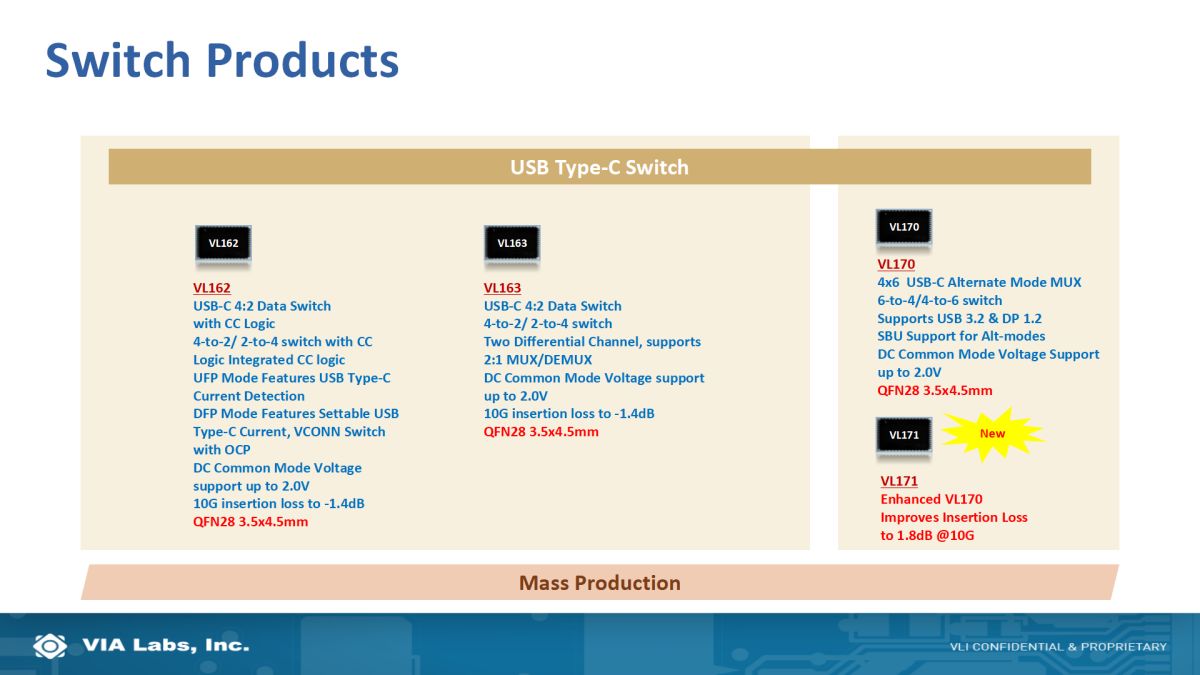 Switch Products
USB Type-C Switch
VL162
VL162
USB-C 4:2 Data Switch
with CC Logic
4-to-2/ 2-to-4 switch with CC
Logic Integrated CC logic
UFP Mode Features USB Type-C
Current Detection
DFP Mode Features Settable USB
Type-C Current, VCONN Switch
with OCP
DC Common Mode Voltage
support up to 2.0V
10G insertion loss to -1.4dB
QFN28 3.5x4.5mm
VL163
VL163
USB-C 4:2 Data Switch
4-to-2/ 2-to-4 switch
Two Differential Channel, supports
2:1 MUX/DEMUX
DC Common Mode Voltage support
up to 2.0V
10G insertion loss to -1.4dB
QFN28 3.5x4.5mm
VL170
VL170
4x6 USB-C Alternate Mode MUX
6-to-4/4-to-6 switch
Supports USB 3.2 & DP 1.2
SBU Support for Alt-modes
DC Common Mode Voltage Support
up to 2.0V
QFN28 3.5x4.5mm
VL171
New
VL171
Enhanced VL170
Improves Insertion Loss
to 1.8dB @10G
Mass Production
VIA Labs, Inc.
VLI CONFIDENTIAL & PROPRIETARY